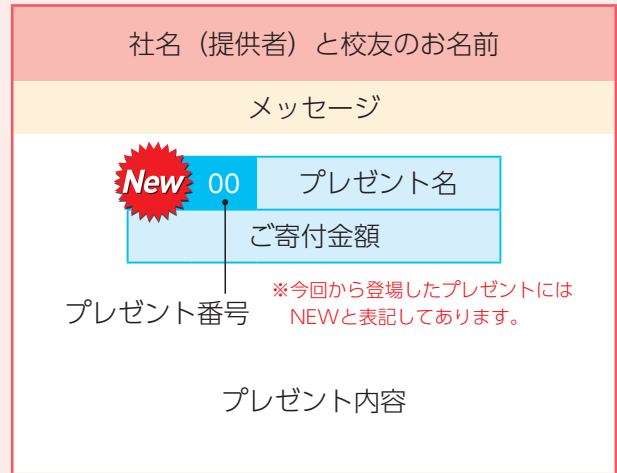 社名（提供者）と校友のお名前
メッセージ
New 00 プレゼント名
ご寄付金額
プレゼント番号
※今回から登場したプレゼントには
NEWと表記してあります。
プレゼント内容